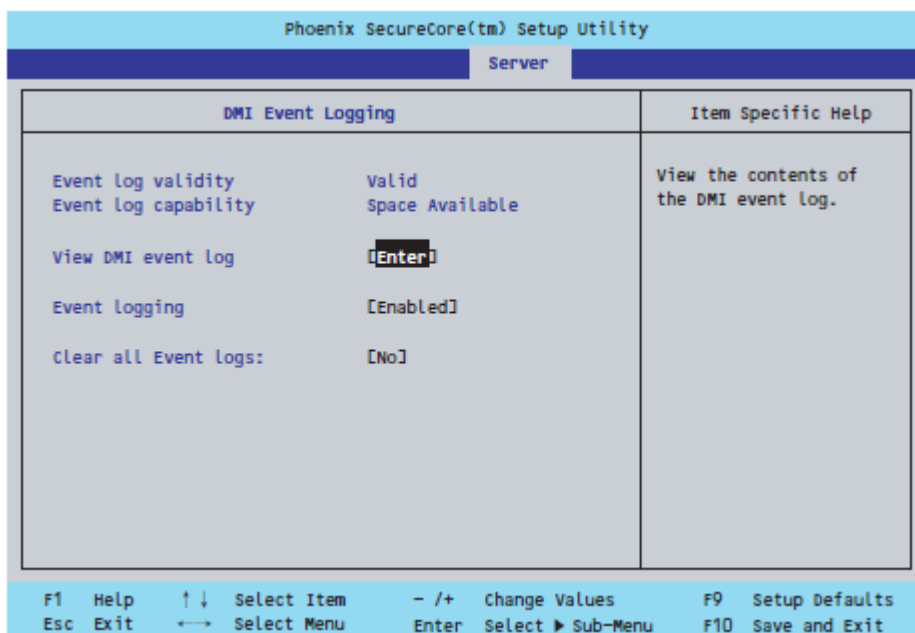 Phoenix SecureCore(tm) Setup Utility
Server
DMI Event Logging
Item Specific Help
Event log validity Valid
Event log capability Space Available
View DMI event log [Enter]
Event logging [Enabled]
Clear all Event logs: [No]
View the contents of
the DMI event log.
F1 Help ↑↓ Select Item - /+ Change Values F9 Setup Defaults
Esc Exit ←→ Select Menu Enter Select ▶ Sub-Menu F10 Save and Exit